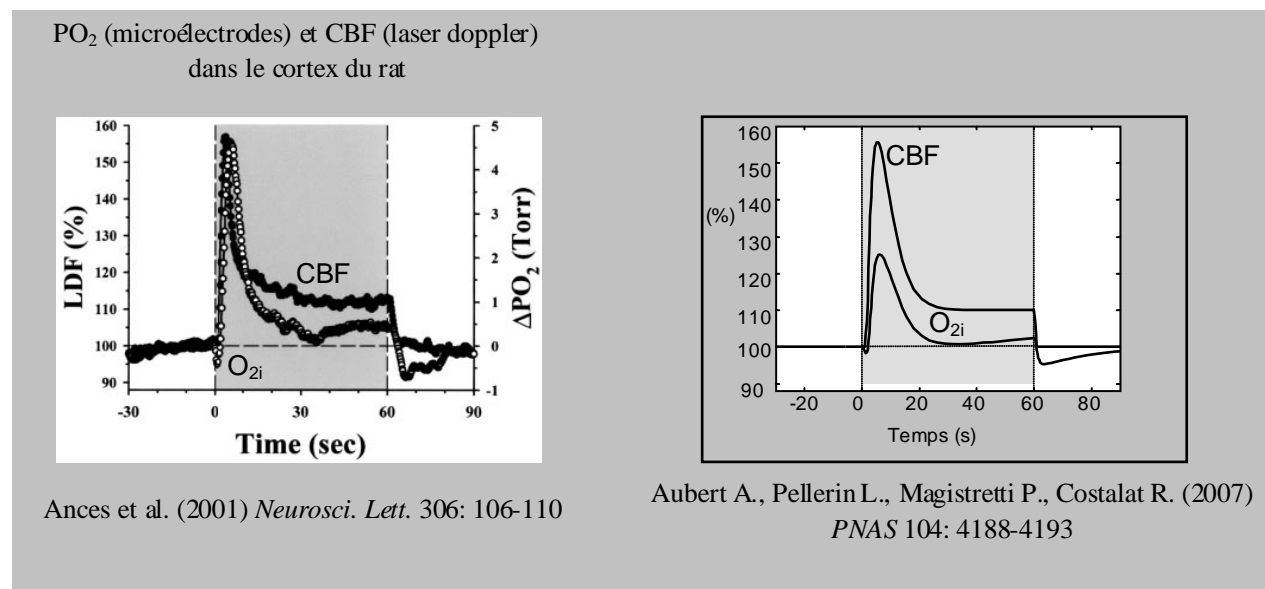 PO₂ (microélectrodes) et CBF (laser doppler)
dans le cortex du rat
160
150
140
130
120
110
100
90
LDF (%)
5
4
3
2
1
0
-1
ΔPO₂ (Torr)
CBF
O₂ᵢ
-30
0
30
60
90
Time (sec)
Ances et al. (2001) Neurosci. Lett. 306: 106-110
160
150
140
130
120
110
100
90
(%)
CBF
O₂ᵢ
-20
0
20
40
60
80
Temps (s)
Aubert A., Pellerin L., Magistretti P., Costalat R. (2007)
PNAS 104: 4188-4193